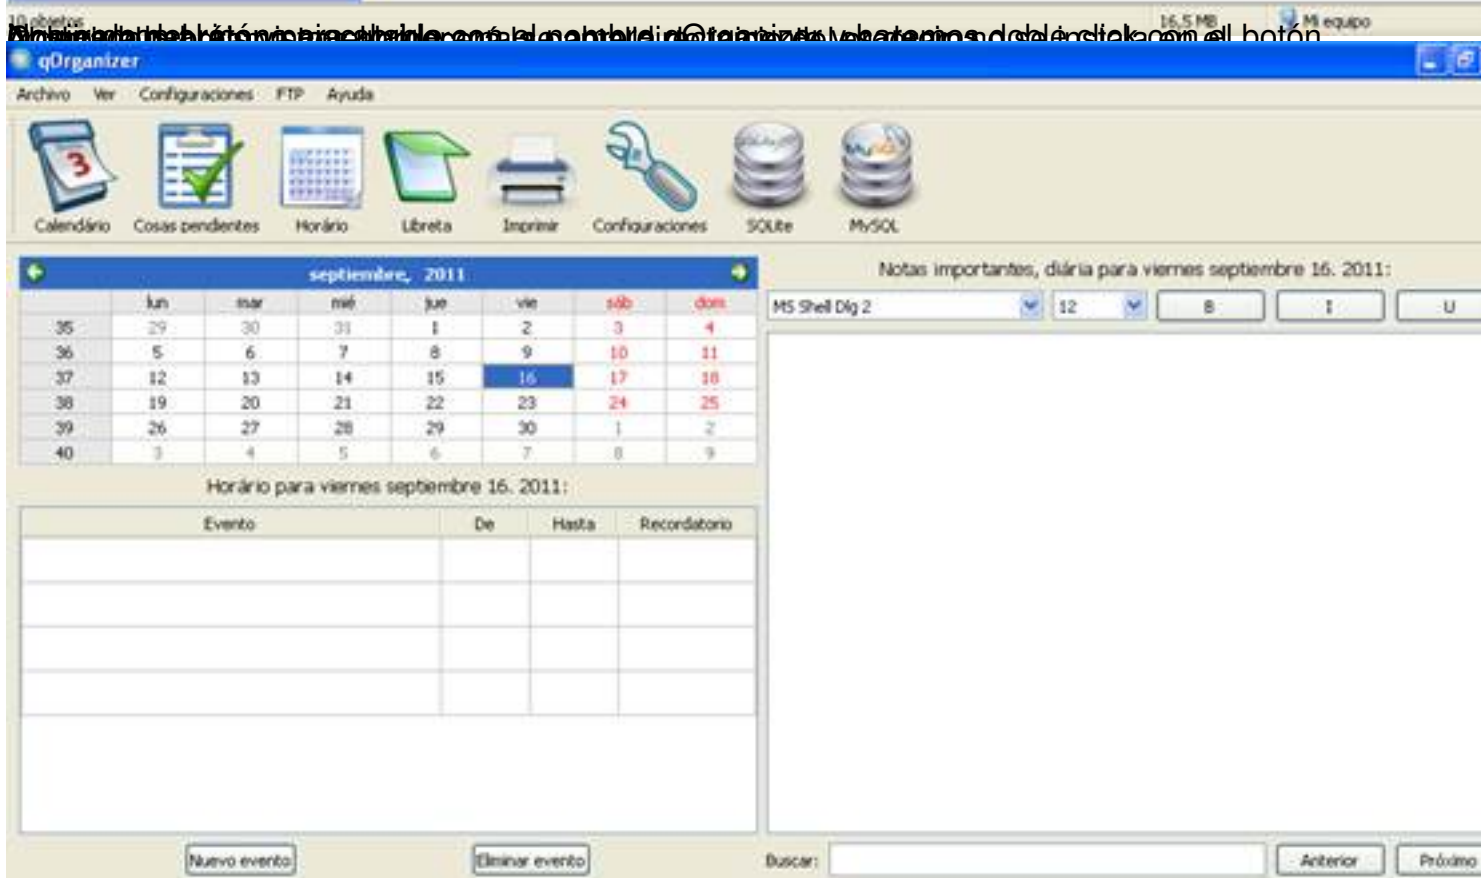 10 objetos
16,5 MB
Mi equipo
qOrganizer
Archivo Ver Configuraciones FTP Ayuda
Calendário Cosas pendientes Horário Libreta Imprimir Configuraciones SQLite MySQL
septiembre, 2011
lun mar mié jue vie sáb dom
35 29 30 31 1 2 3 4
36 5 6 7 8 9 10 11
37 12 13 14 15 16 17 18
38 19 20 21 22 23 24 25
39 26 27 28 29 30 1 2
40 3 4 5 6 7 8 9
Horário para viernes septiembre 16. 2011:
Evento De Hasta Recordatorio
Nuevo evento Eliminar evento
Notas importantes, diária para viernes septiembre 16. 2011:
MS Shell Dlg 2 12 B I U
Buscar: Anterior Próximo